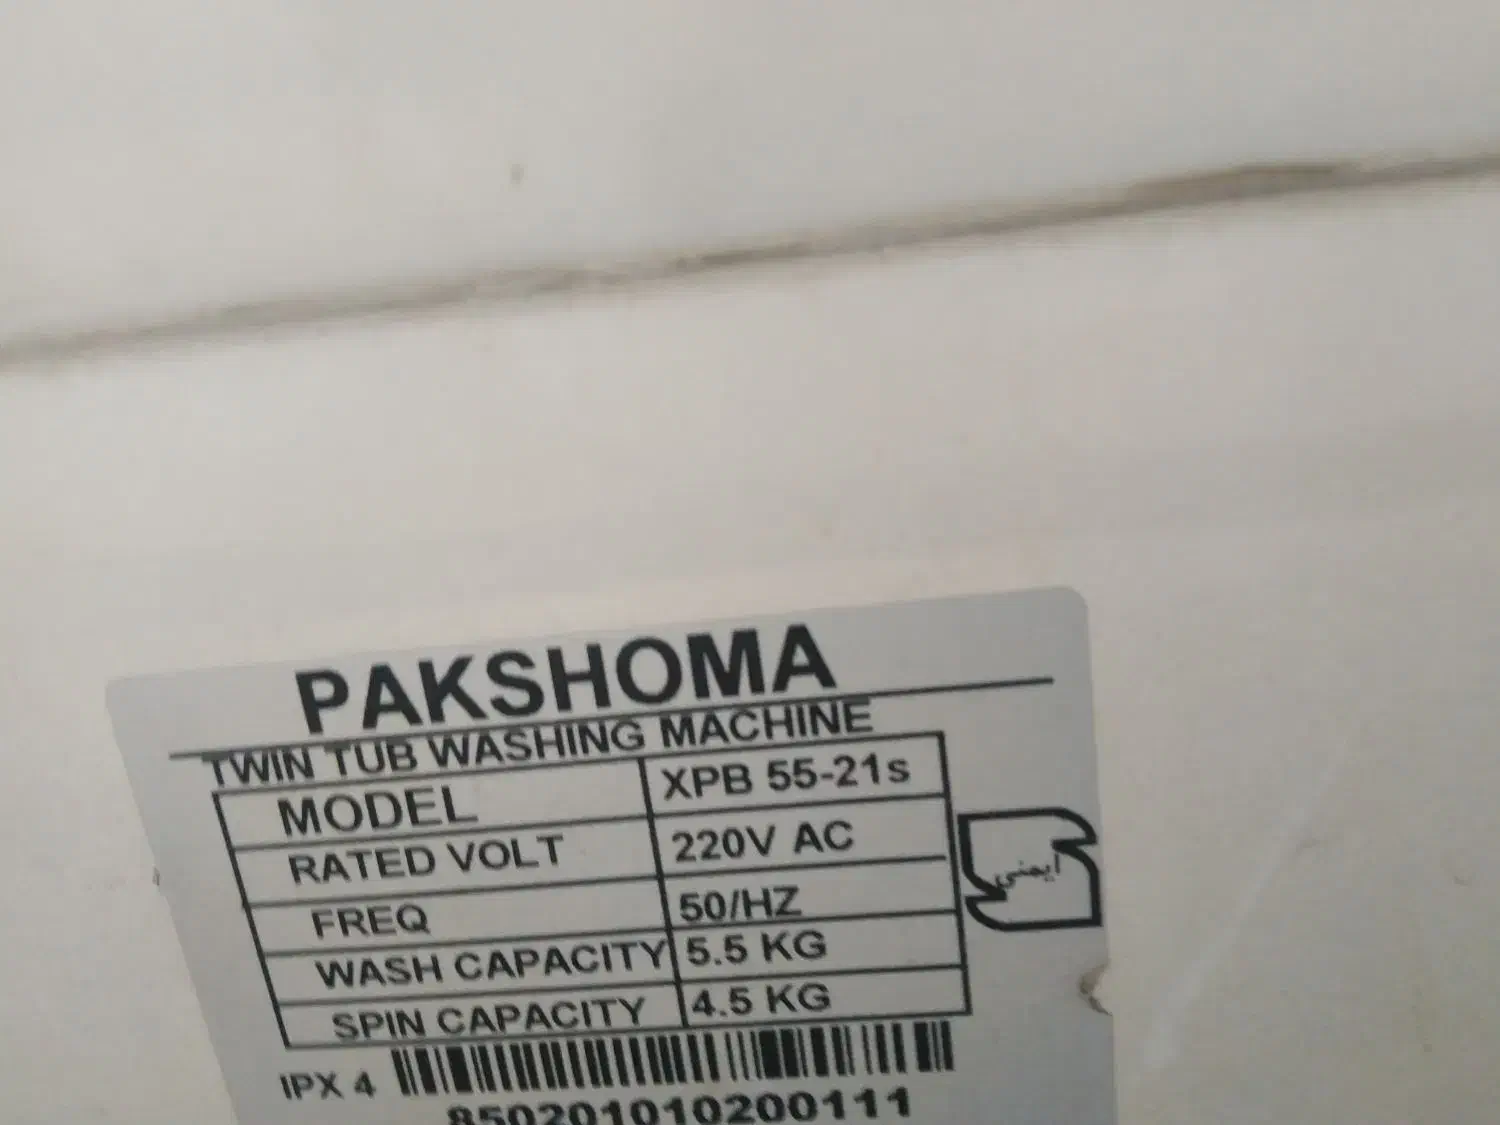 PAKSHOMA
TWIN TUB WASHING MACHINE
MODEL XPB 55-21s
RATED VOLT 220V AC
FREQ 50/HZ
WASH CAPACITY 5.5 KG
SPIN CAPACITY 4.5 KG
ایمنی
IPX 4
850201010200111